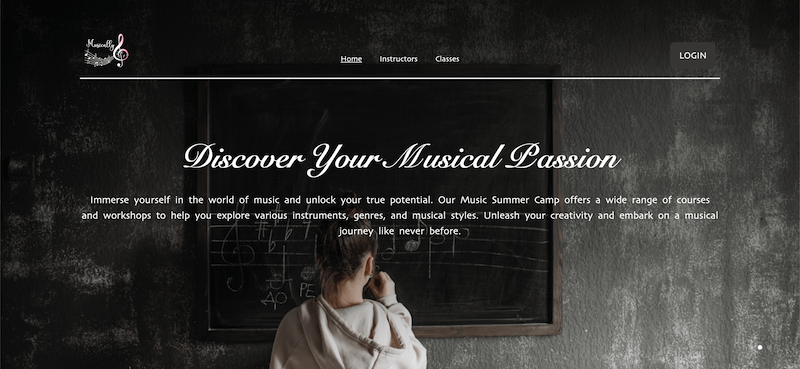 Musically
Home Instructors Classes
LOGIN
Discover Your Musical Passion
Immerse yourself in the world of music and unlock your true potential. Our Music Summer Camp offers a wide range of courses
and workshops to help you explore various instruments, genres, and musical styles. Unleash your creativity and embark on a musical
journey like never before.